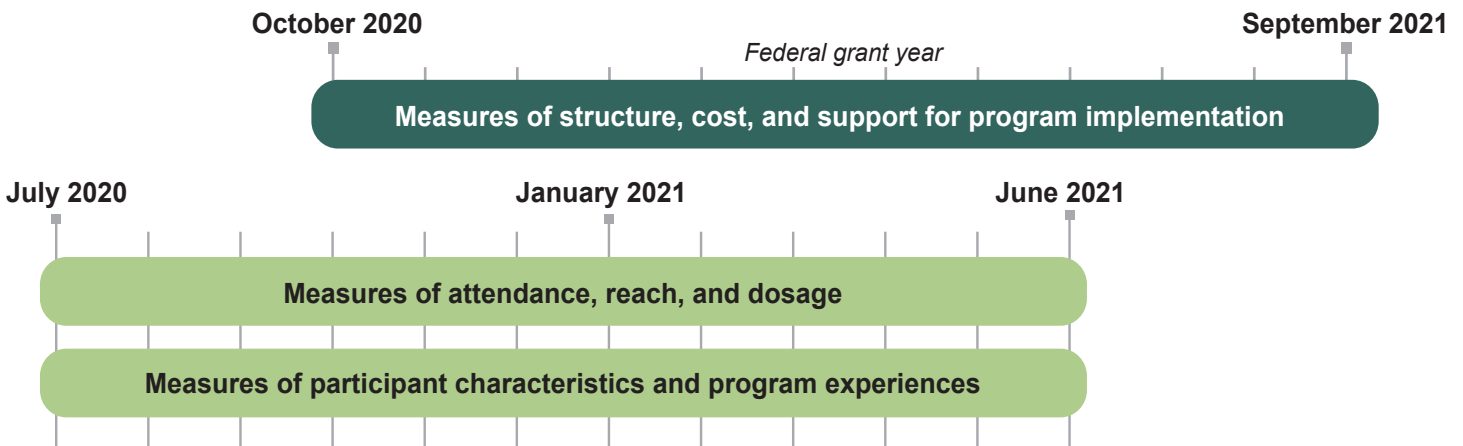 October 2020
September 2021
Federal grant year
Measures of structure, cost, and support for program implementation
July 2020
January 2021
June 2021
Measures of attendance, reach, and dosage
Measures of participant characteristics and program experiences